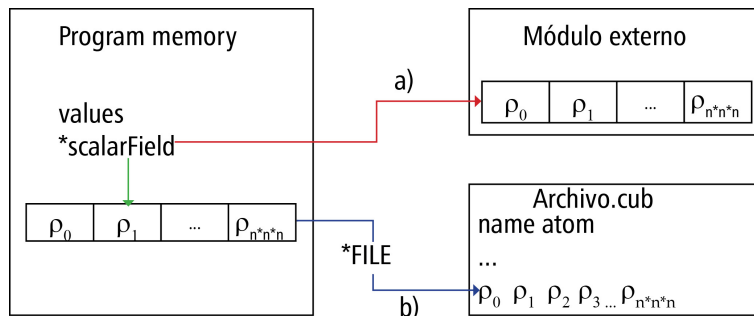 Program memory
values
*scalarField
ρ0 ρ1 ... ρn*n*n
a)
*FILE
b)
Módulo externo
ρ0 ρ1 ... ρn*n*n
Archivo.cub
name atom
...
ρ0 ρ1 ρ2 ρ3 ... ρn*n*n